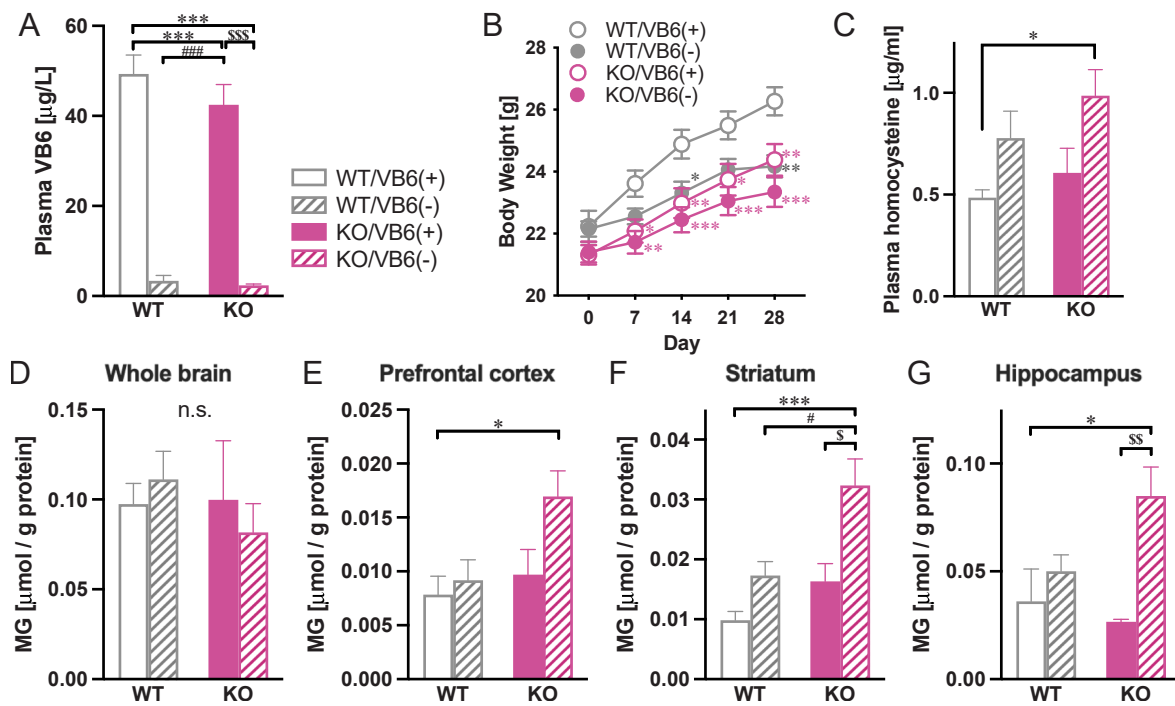 A
Plasma VB6 [μg/L]
60
40
20
0
***
***
$$$
###
WT
KO
WT/VB6(+)
WT/VB6(-)
KO/VB6(+)
KO/VB6(-)
B
Body Weight [g]
28
26
24
22
20
WT/VB6(+)
WT/VB6(-)
KO/VB6(+)
KO/VB6(-)
*
**
**
*
**
*
***
***
***
**
0
7
14
21
28
Day
C
Plasma homocysteine [μg/ml]
1.0
0.5
0.0
*
WT
KO
D
Whole brain
MG [μmol / g protein]
0.15
0.10
0.05
0.00
n.s.
WT
KO
E
Prefrontal cortex
MG [μmol / g protein]
0.025
0.020
0.015
0.010
0.005
0.000
*
WT
KO
F
Striatum
MG [μmol / g protein]
0.04
0.03
0.02
0.01
0.00
***
#
$
WT
KO
G
Hippocampus
MG [μmol / g protein]
0.10
0.05
0.00
*
$$
WT
KO